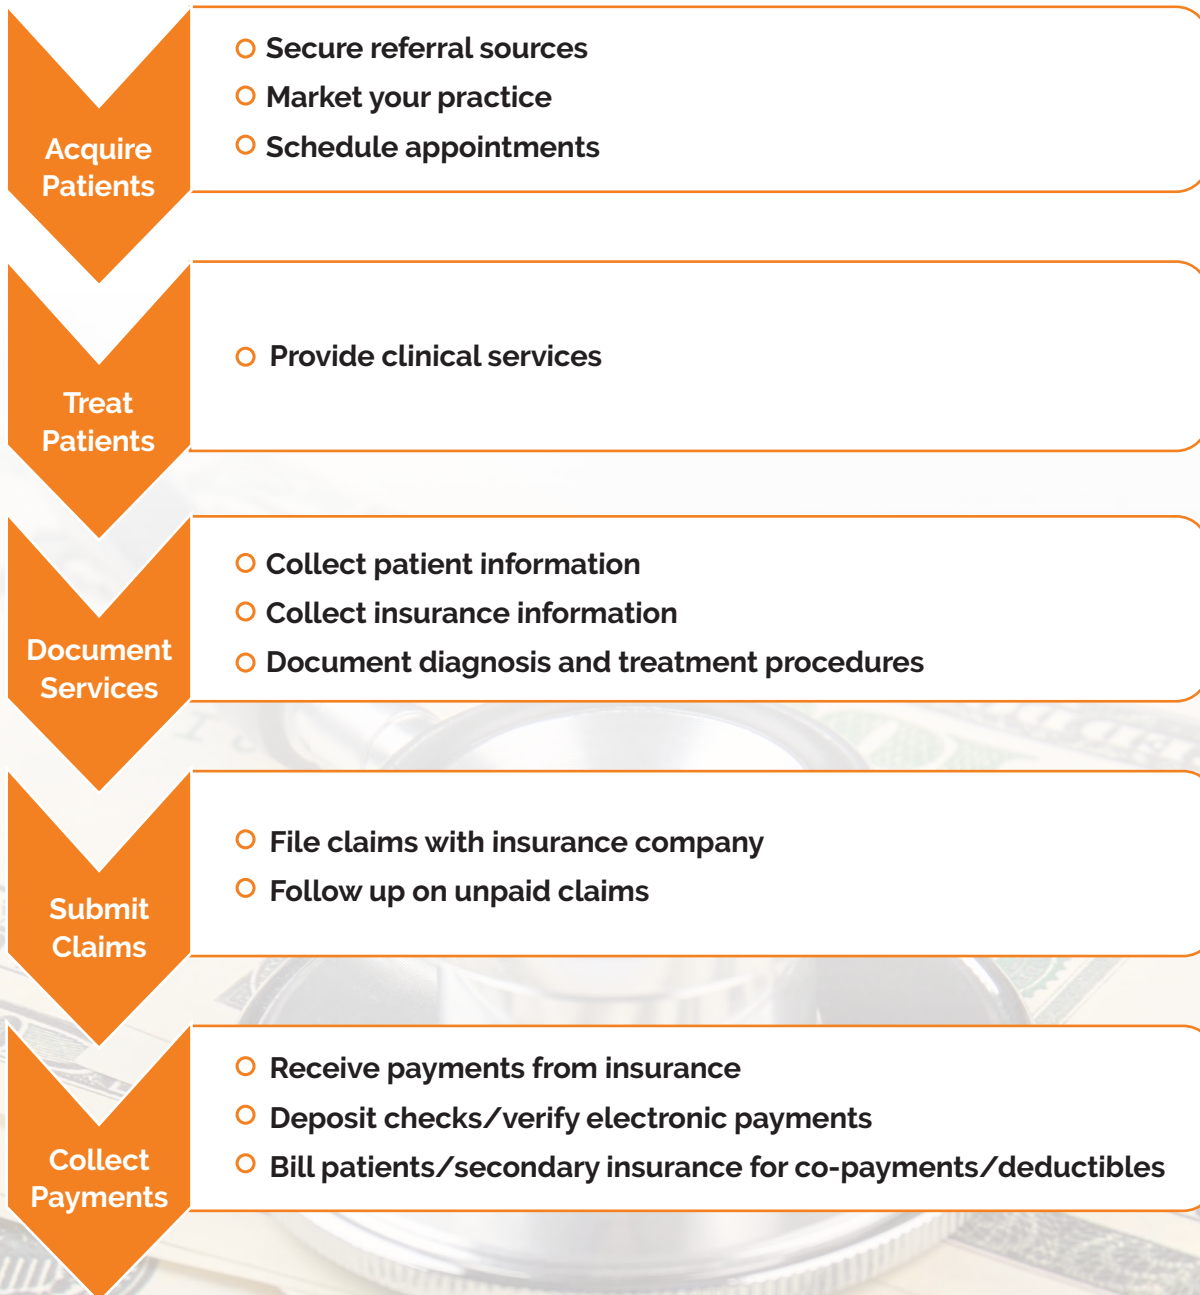 Acquire
Patients
Secure referral sources
Market your practice
Schedule appointments
Treat
Patients
Provide clinical services
Document
Services
Collect patient information
Collect insurance information
Document diagnosis and treatment procedures
Submit
Claims
File claims with insurance company
Follow up on unpaid claims
Collect
Payments
Receive payments from insurance
Deposit checks/verify electronic payments
Bill patients/secondary insurance for co-payments/deductibles